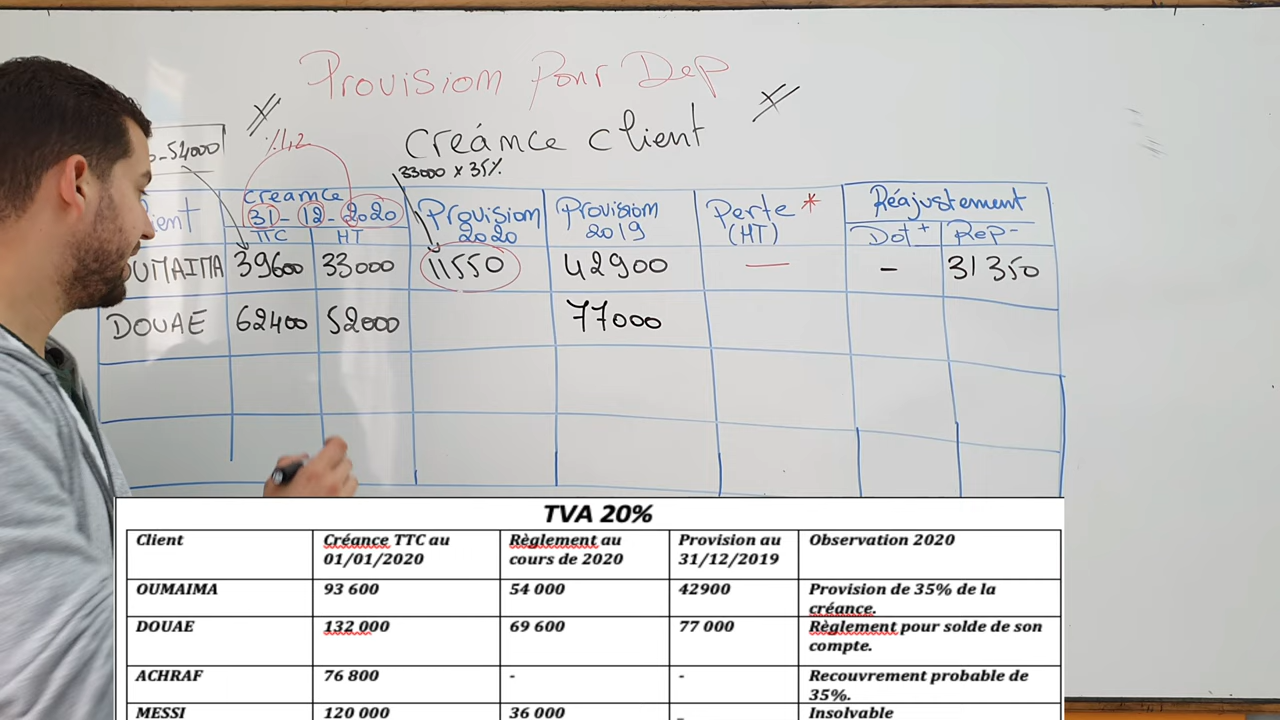 Provision Pour Dep
-54000
%1,2
Creánce client
33000 x 35%
Client
creance
31-12-2020
TTC HT
Provision
2020
Provision
2019
Perte *
(HT)
Réajustement
Dot+ Rep-
OUMAIMA 39600 33000 11550 42900 — - 31350
DOUAE 62400 52000 77000
TVA 20%
Client
Créance TTC au
01/01/2020
Règlement au
cours de 2020
Provision au
31/12/2019
Observation 2020
OUMAIMA 93 600 54 000 42900 Provision de 35% de la
créance.
DOUAE 132 000 69 600 77 000 Règlement pour solde de son
compte.
ACHRAF 76 800 - - Recouvrement probable de
35%.
MESSI 120 000 36 000 _ Insolvable